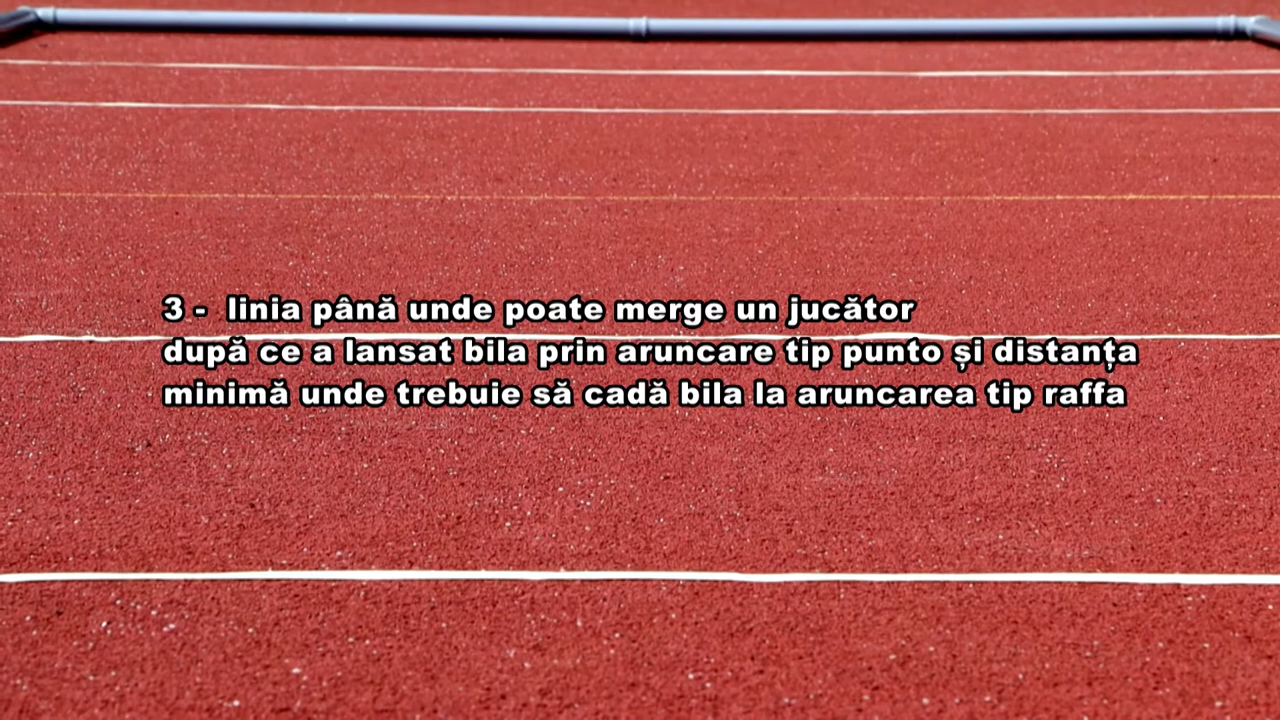 3 -  linia până unde poate merge un jucător
după ce a lansat bila prin aruncare tip punto și distanța
minimă unde trebuie să cadă bila la aruncarea tip raffa